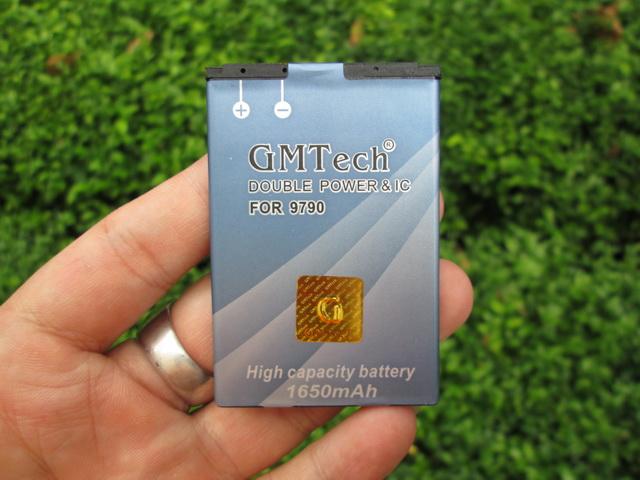 + −
GMTech®
DOUBLE POWER & IC
FOR 9790
G
High capacity battery
1650mAh